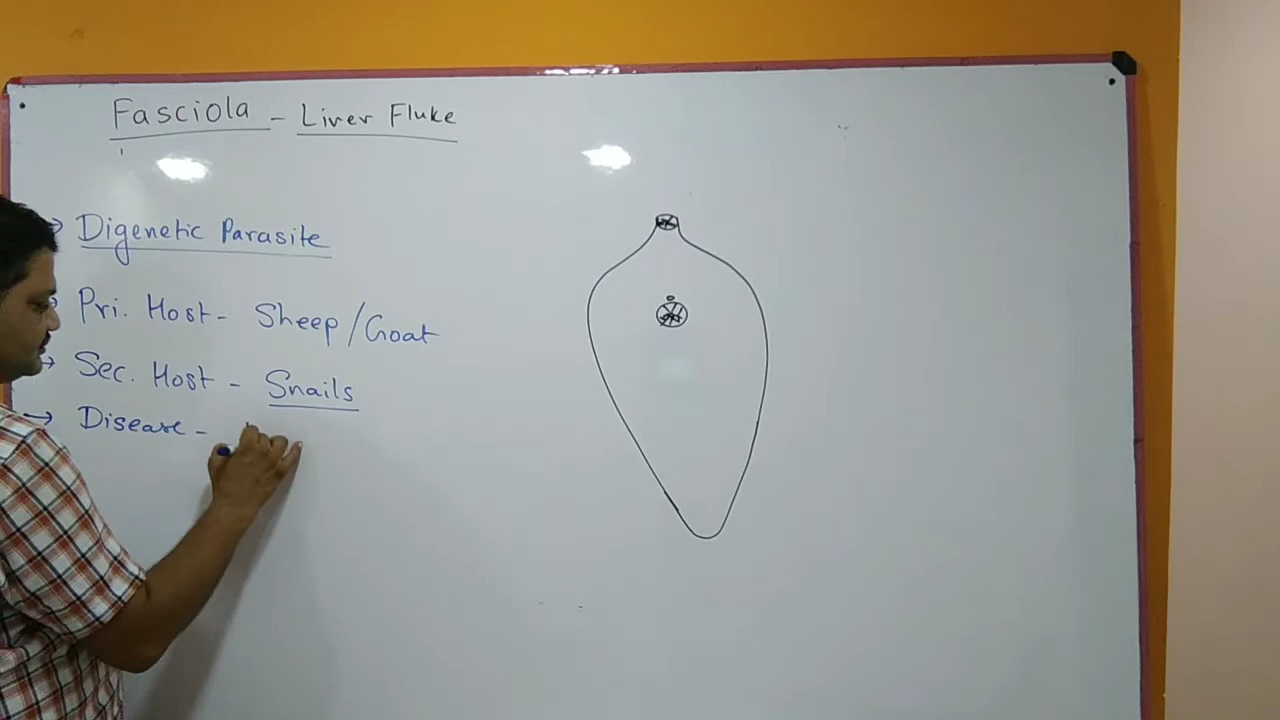 Fasciola - Liver Fluke
→ Digenetic Parasite
→ Pri. Host - Sheep/Goat
→ Sec. Host - Snails
→ Disease -